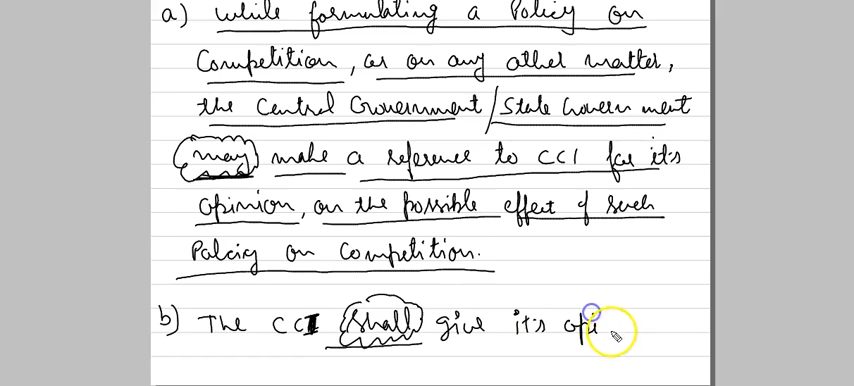 a) while formulating a Policy on
Competition, or on any other matter,
the Central Government/State Government
may make a reference to CCI for it's
opinion, on the possible effect of such
Policy on Competition.
b) The CCI shall give it's opi